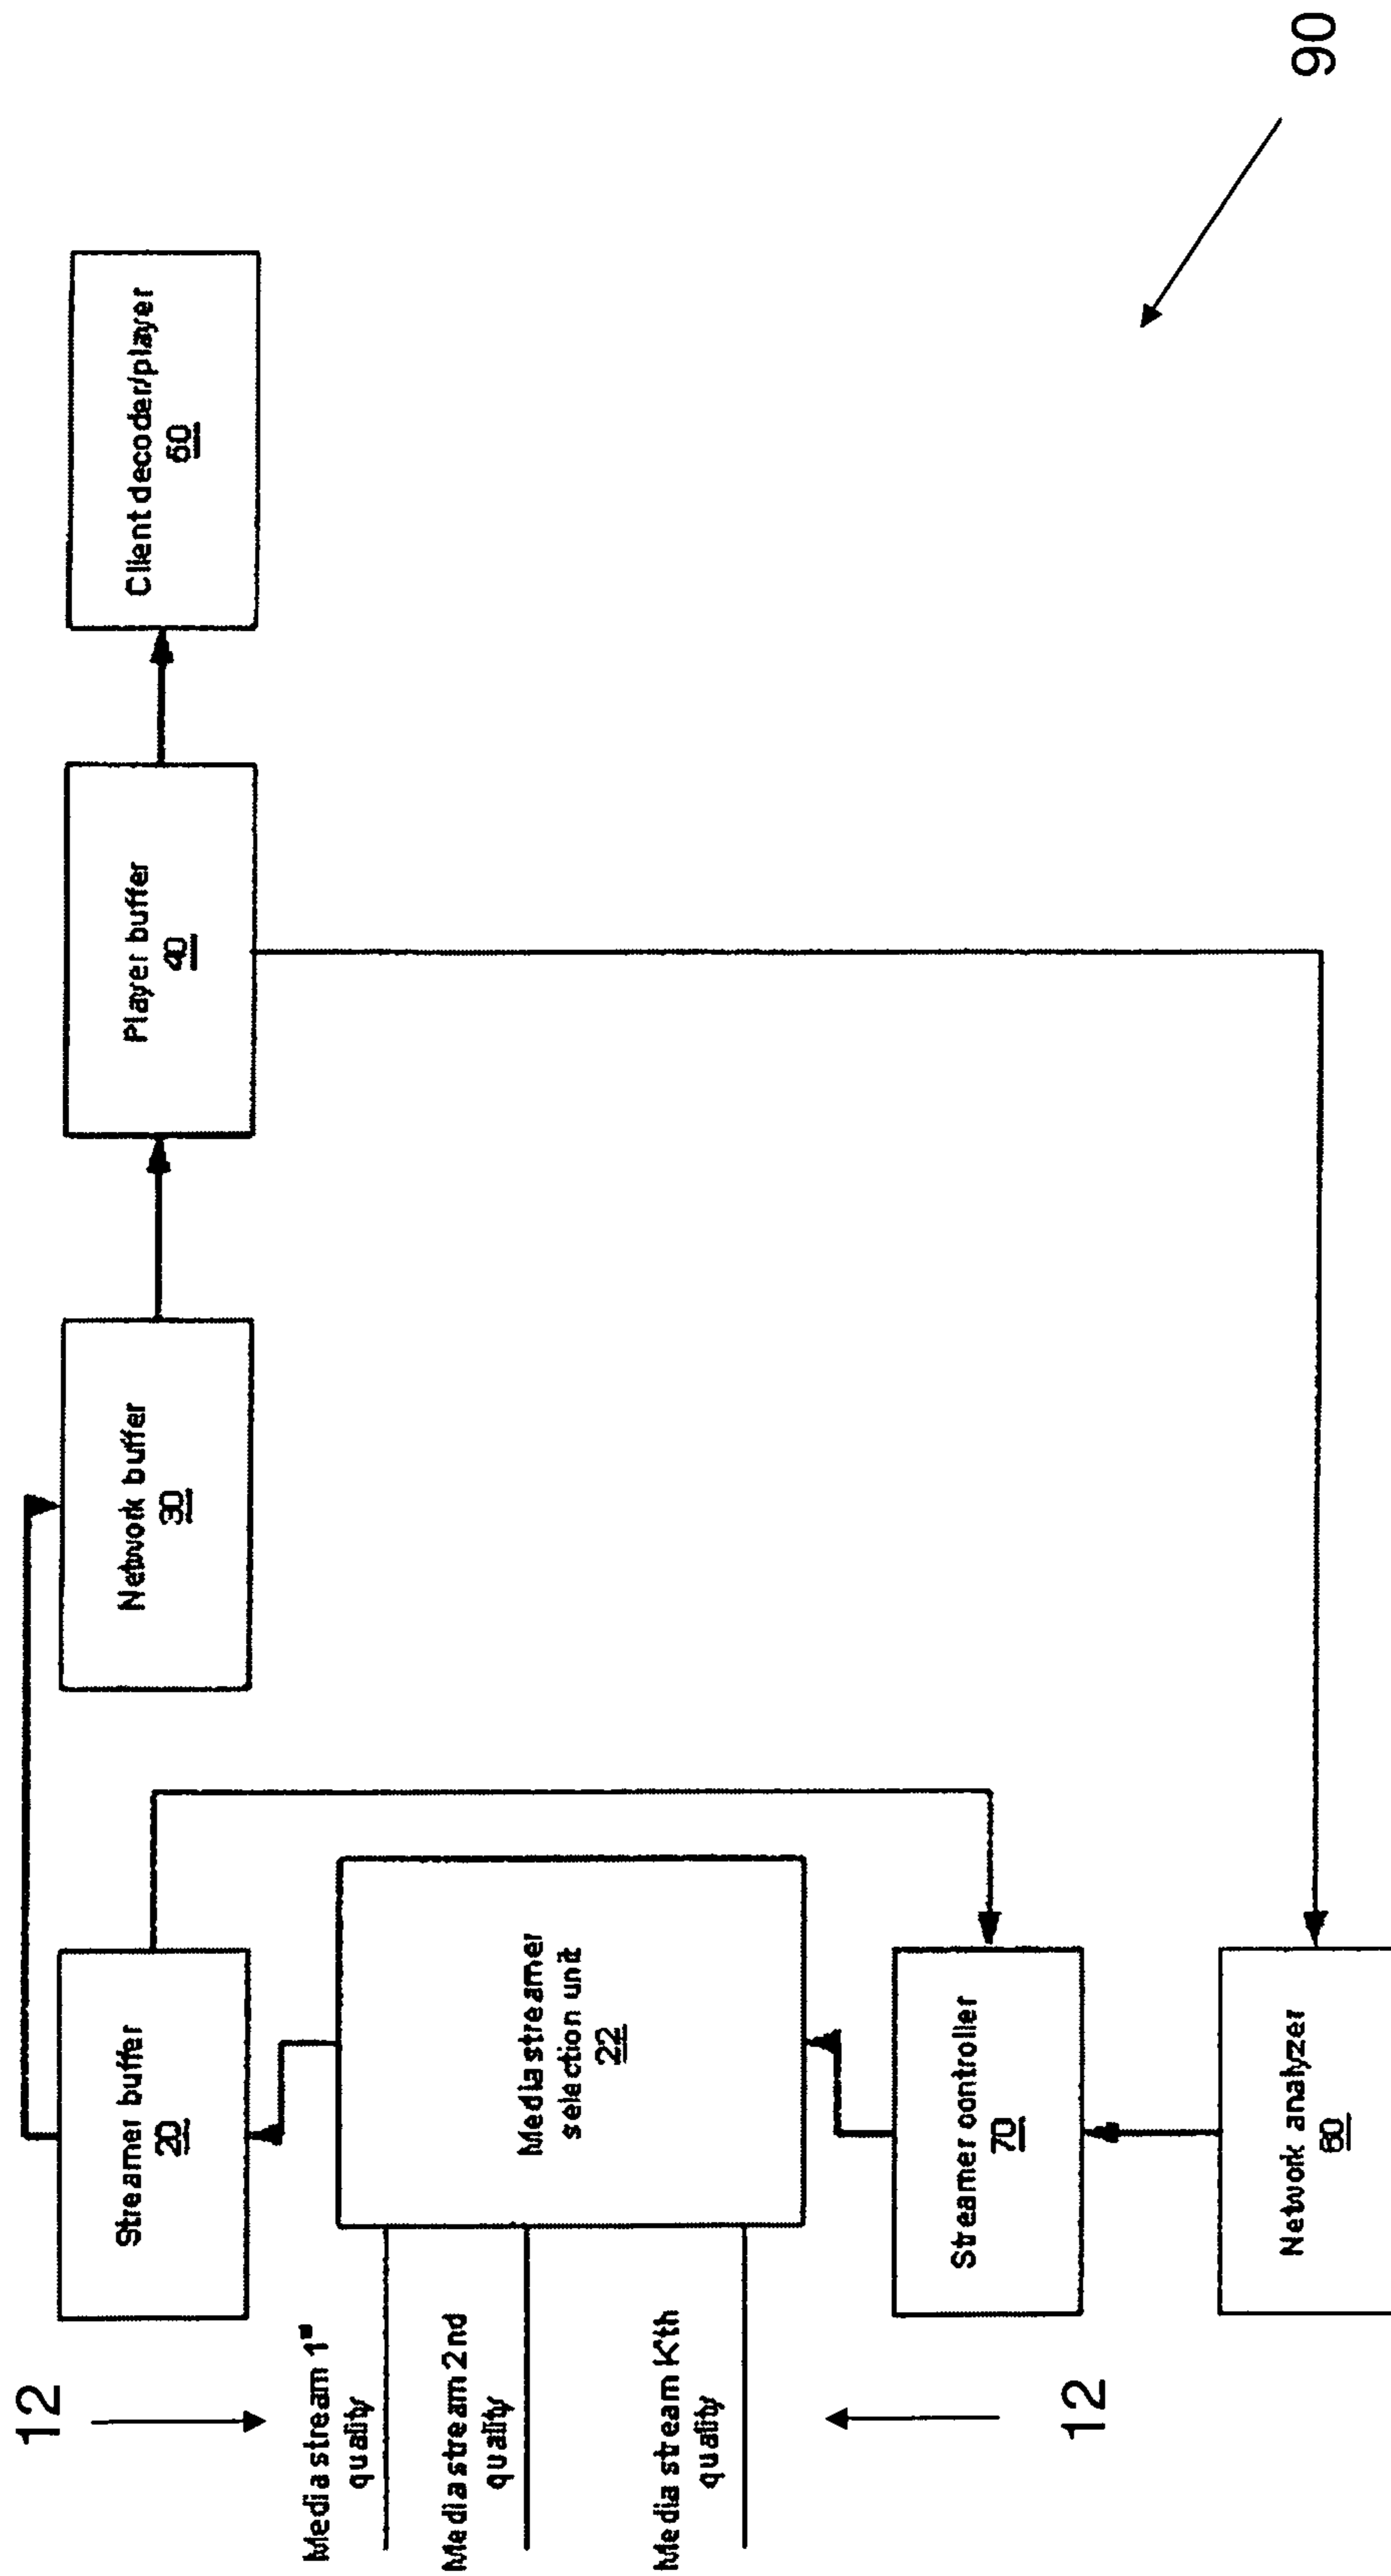 12
Streamer buffer
20
Network buffer
30
Player buffer
40
Client decoder/player
50
Media stream 1st
quality
Media stream 2nd
quality
Media stream K'th
quality
Media streamer
selection unit
22
12
Streamer controller
70
Network analyzer
60
90